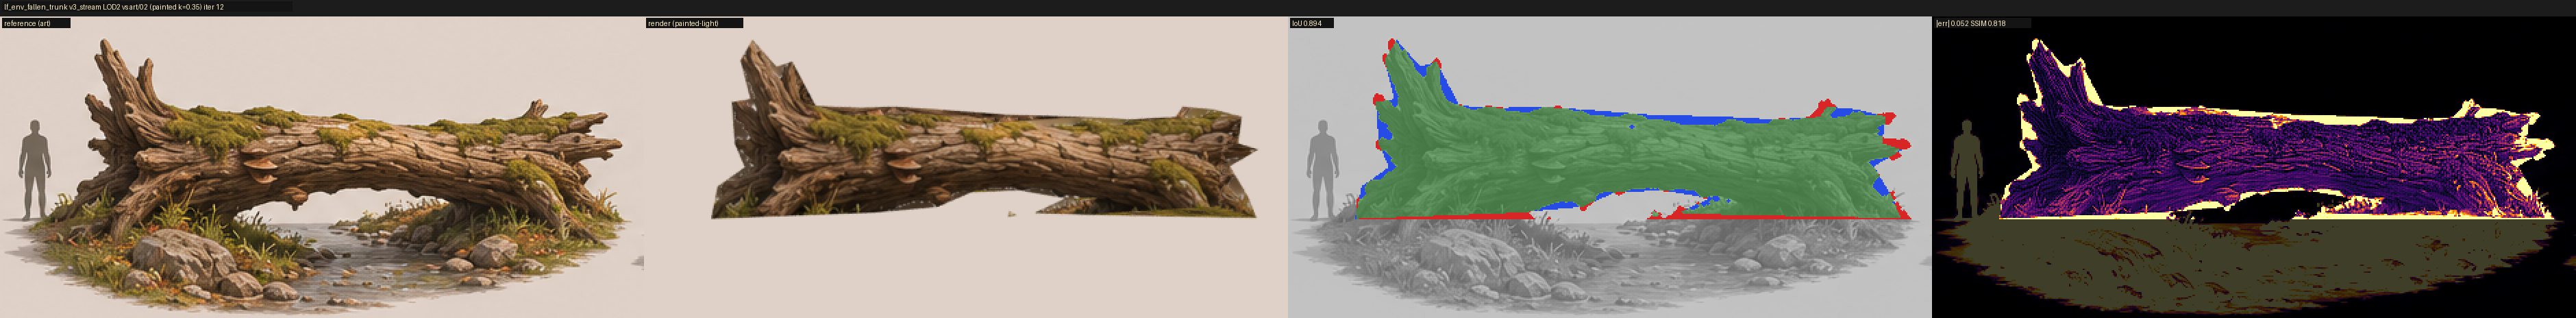 lf_env_fallen_trunk v3_stream LOD2 vs art/02 (painted k=0.35) iter 12
reference (art)
render (painted-light)
IoU 0.894
|err| 0.052 SSIM 0.818